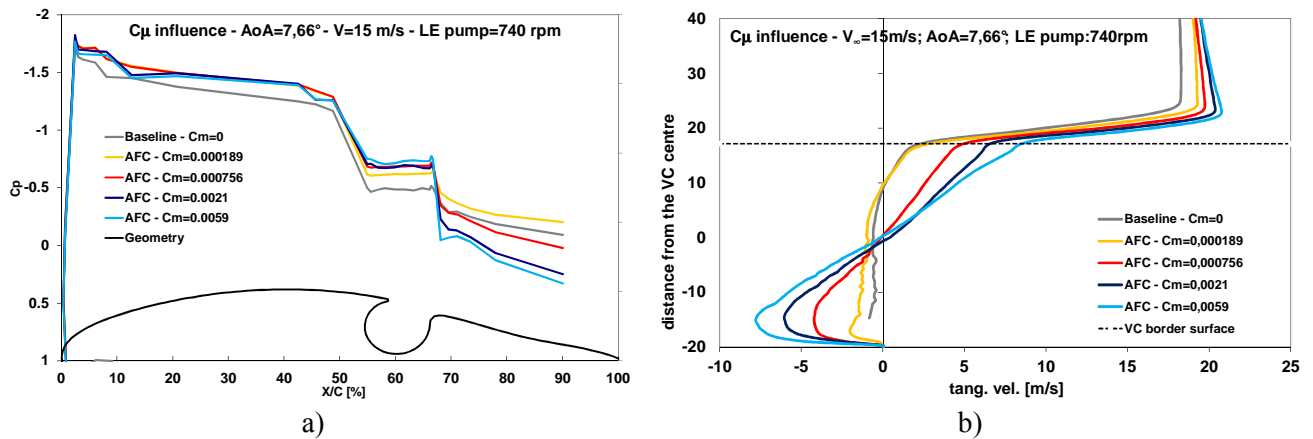 Cμ influence - AoA=7,66° - V=15 m/s - LE pump=740 rpm
-2
-1.5
-1
-0.5
0
0.5
1
Cp
Baseline - Cm=0
AFC - Cm=0.000189
AFC - Cm=0.000756
AFC - Cm=0.0021
AFC - Cm=0.0059
Geometry
0 10 20 30 40 50 60 70 80 90 100
X/C [%]
a)
Cμ influence - V∞=15m/s; AoA=7,66°; LE pump:740rpm
40
30
20
10
0
-10
-20
distance from the VC centre
Baseline - Cm=0
AFC - Cm=0,000189
AFC - Cm=0,000756
AFC - Cm=0,0021
AFC - Cm=0,0059
VC border surface
-10 -5 0 5 10 15 20 25
tang. vel. [m/s]
b)